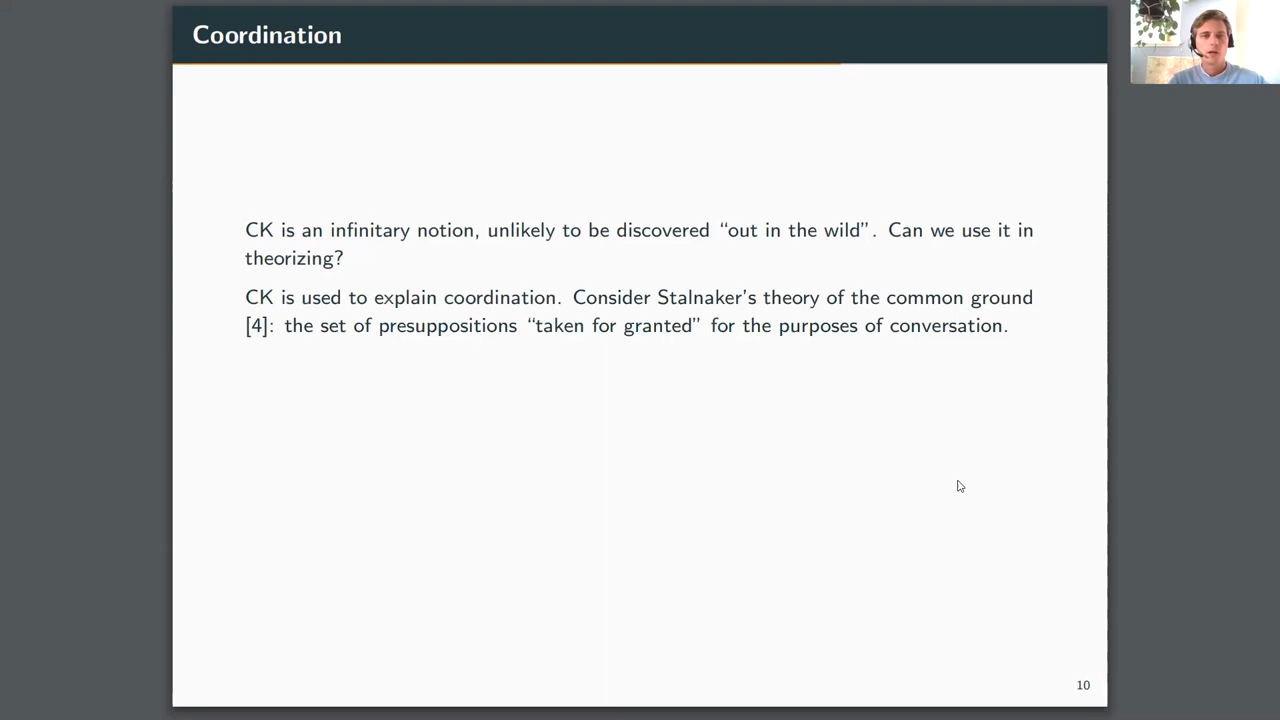 Coordination
CK is an infinitary notion, unlikely to be discovered “out in the wild”. Can we use it in
theorizing?
CK is used to explain coordination. Consider Stalnaker’s theory of the common ground
[4]: the set of presuppositions “taken for granted” for the purposes of conversation.
10